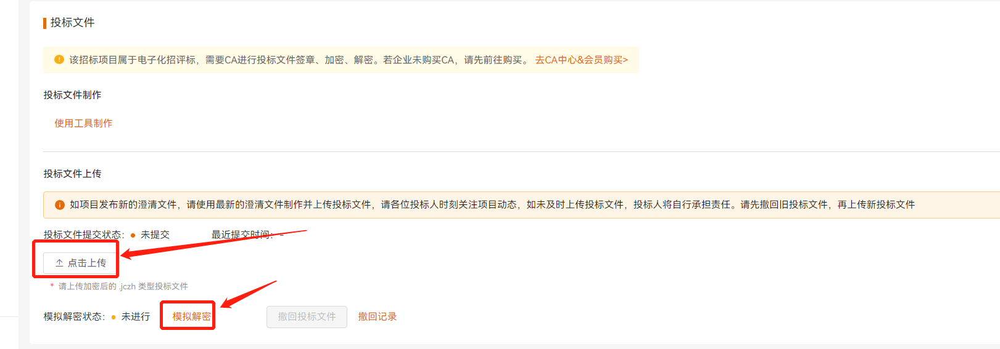 投标文件
该招标项目属于电子化招评标，需要CA进行投标文件签章、加密、解密。若企业未购买CA，请先前往购买。 去CA中心&会员购买>
投标文件制作
使用工具制作
投标文件上传
如项目发布新的澄清文件，请使用最新的澄清文件制作并上传投标文件，请各位投标人时刻关注项目动态，如未及时上传投标文件，投标人将自行承担责任。请先撤回旧投标文件，再上传新投标文件
投标文件提交状态： 未提交 最近提交时间： -
点击上传
* 请上传加密后的 .jczh 类型投标文件
模拟解密状态： 未进行 模拟解密 撤回投标文件 撤回记录